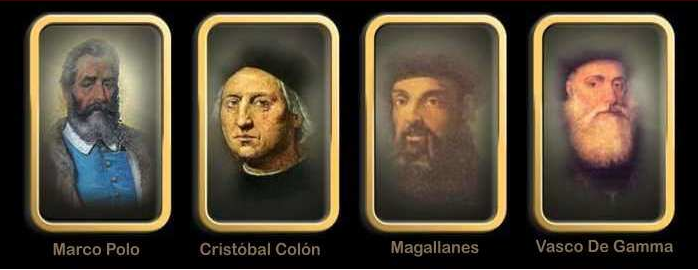 Marco Polo
Cristóbal Colón
Magallanes
Vasco De Gamma